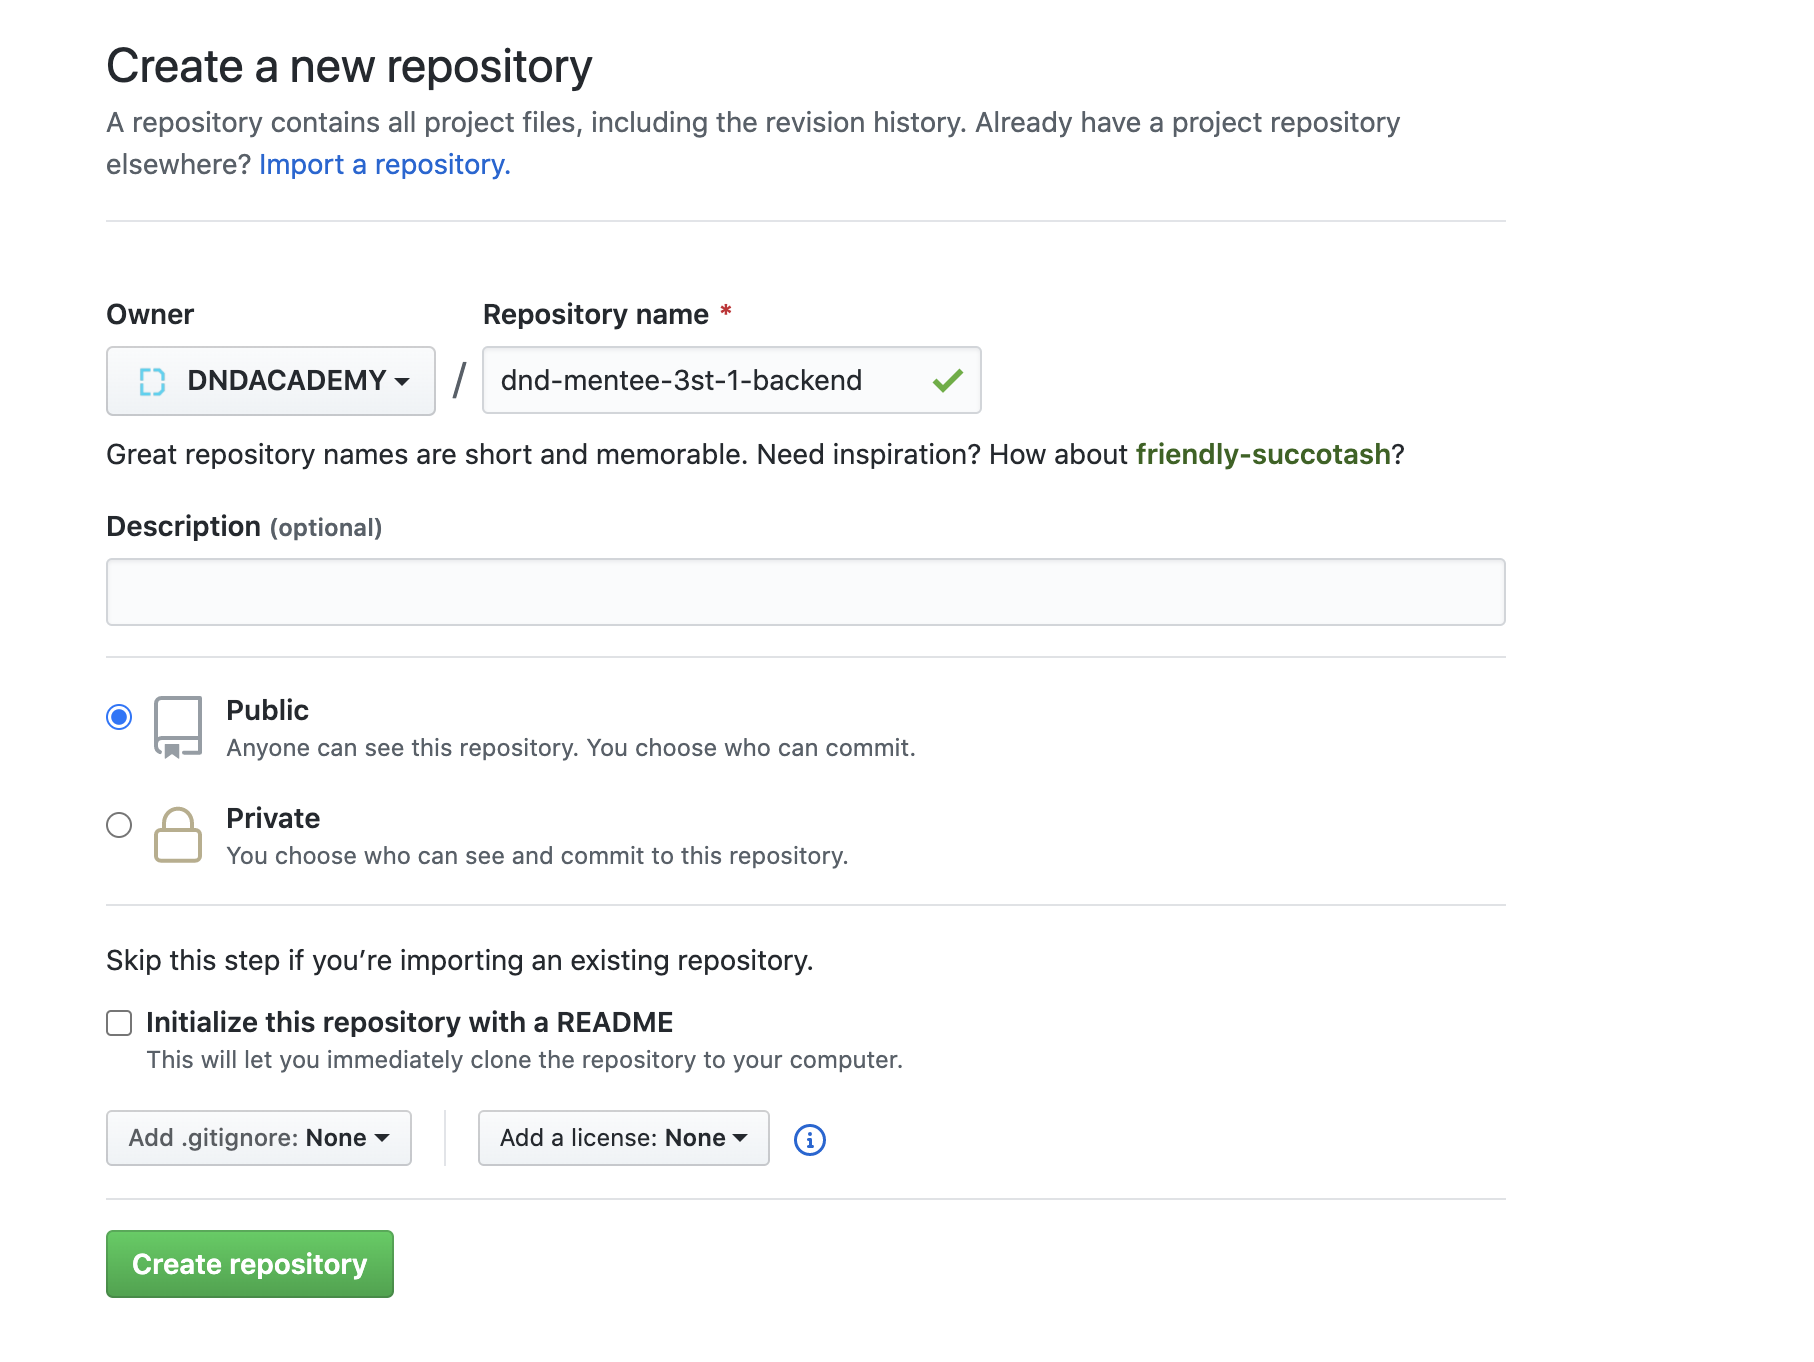 Create a new repository
A repository contains all project files, including the revision history. Already have a project repository
elsewhere? Import a repository.
Owner
Repository name *
DNDACADEMY
/
dnd-mentee-3st-1-backend
Great repository names are short and memorable. Need inspiration? How about friendly-succotash?
Description (optional)
Public
Anyone can see this repository. You choose who can commit.
Private
You choose who can see and commit to this repository.
Skip this step if you’re importing an existing repository.
Initialize this repository with a README
This will let you immediately clone the repository to your computer.
Add .gitignore: None
Add a license: None
Create repository